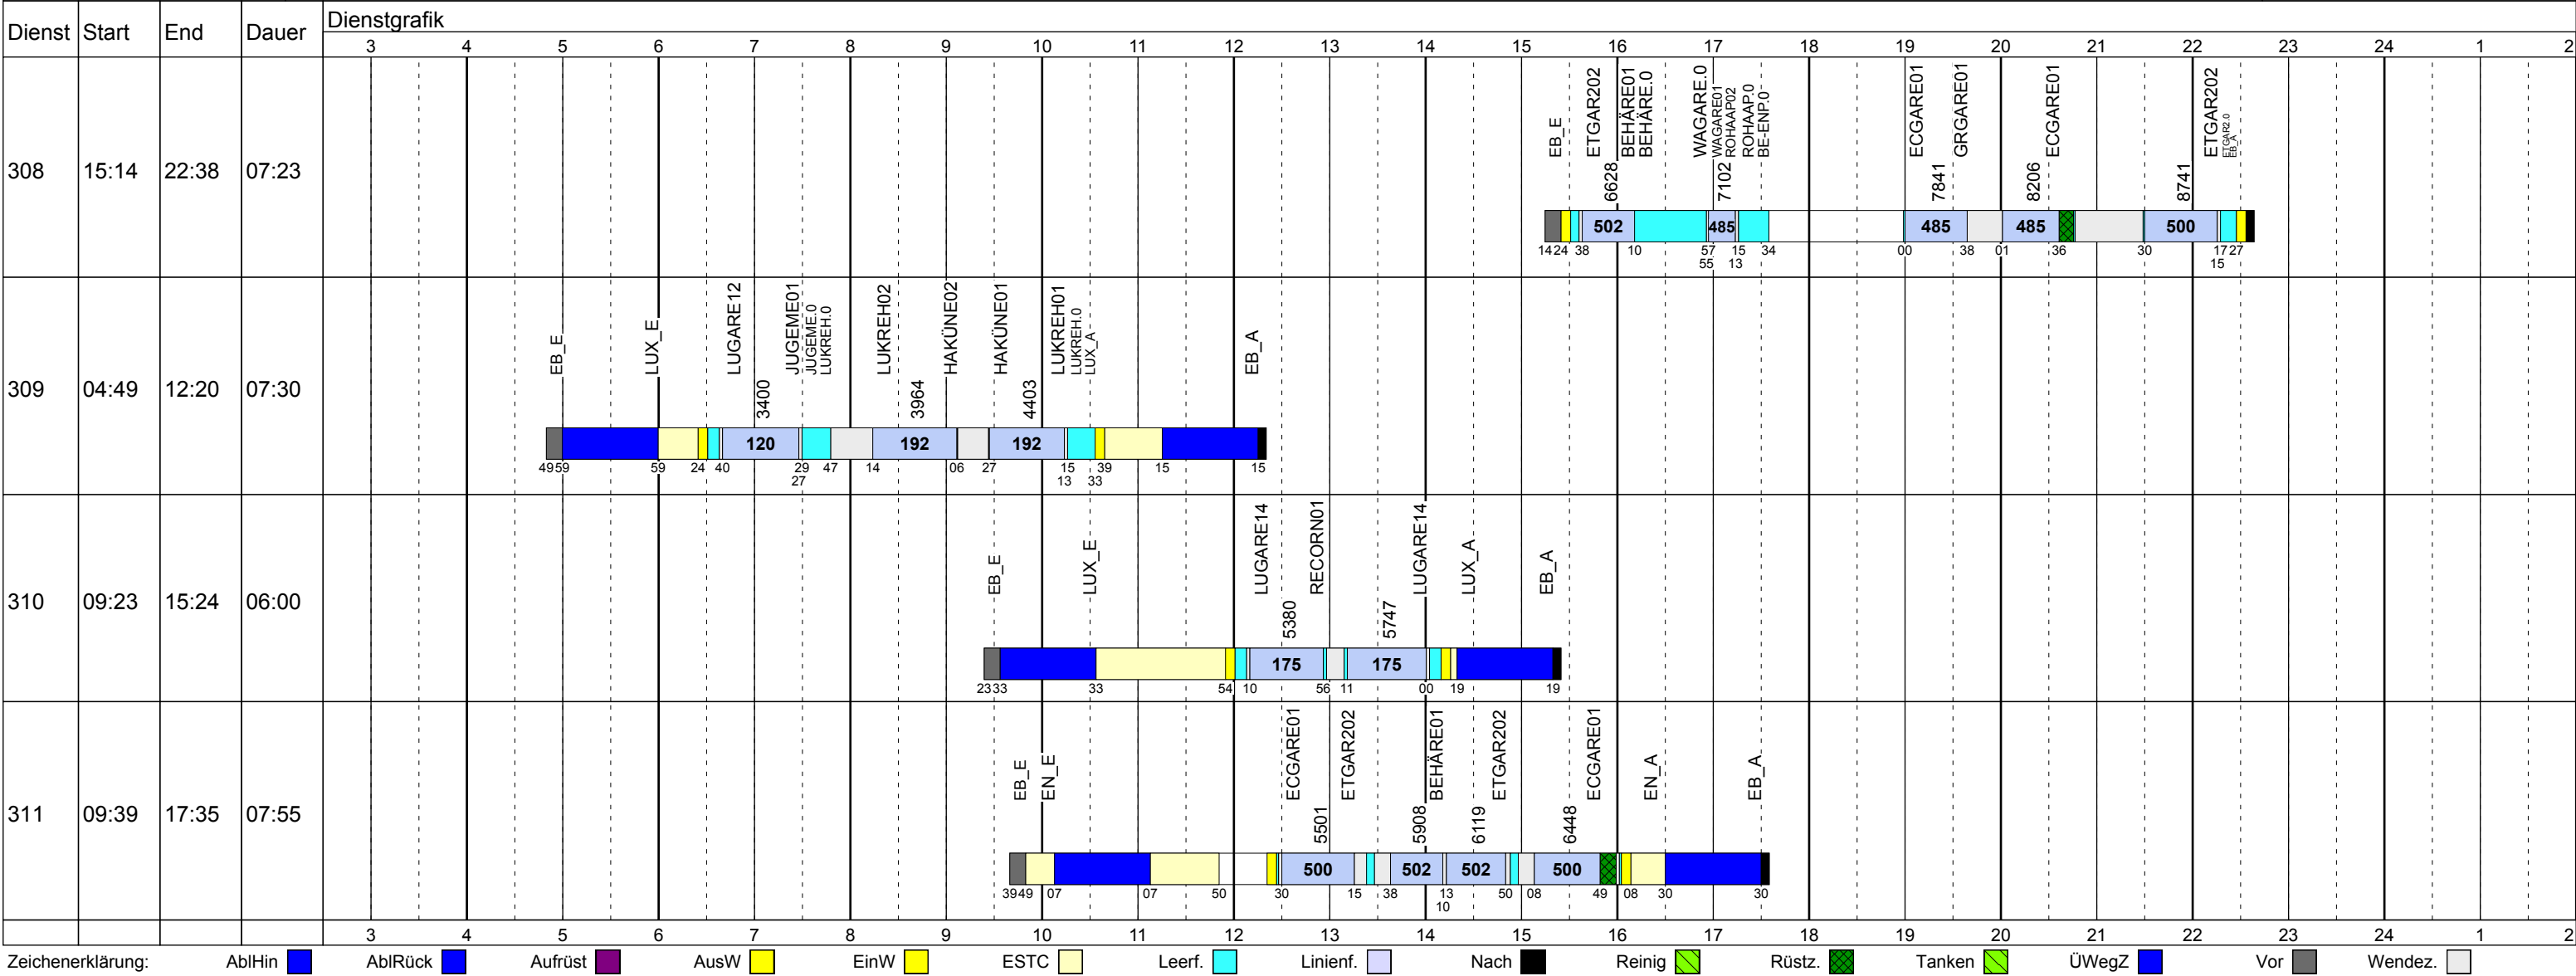 Dienst Start End Dauer Dienstgrafik
3 4 5 6 7 8 9 10 11 12 13 14 15 16 17 18 19 20 21 22 23 24 1 2
308 15:14 22:38 07:23
EB_E ETGAR202 BEHÄRE01 BEHÄRE.0 WAGARE.0 WAGARE01 ROHAAP02 ROHAAP.0 BE-ENP.0 ECGARE01 GRGARE01 ECGARE01 ETGAR202 ETGAR2.0 EB_A
6628 7102 7841 8206 8741
502 485 485 485 500
14 24 38 10 57 15 34 00 38 01 36 30 17 27
55 13 15
309 04:49 12:20 07:30
EB_E LUX_E LUGARE12 JUGEME01 JUGEME.0 LUKREH.0 LUKREH02 HAKÜNE02 HAKÜNE01 LUKREH01 LUKREH.0 LUX_A EB_A
3400 3964 4403
120 192 192
49 59 59 24 40 29 47 14 06 27 15 39 15 15
27 13 33
310 09:23 15:24 06:00
EB_E LUX_E LUGARE14 RECORN01 LUGARE14 LUX_A EB_A
5380 5747
175 175
23 33 33 54 10 56 11 00 19 19
311 09:39 17:35 07:55
EB_E EN_E ECGARE01 ETGAR202 BEHÄRE01 ETGAR202 ECGARE01 EN_A EB_A
5501 5908 6119 6448
500 502 502 500
39 49 07 07 50 30 15 38 13 50 08 49 08 30 30
10
3 4 5 6 7 8 9 10 11 12 13 14 15 16 17 18 19 20 21 22 23 24 1 2
Zeichenerklärung: AblHin AblRück Aufrüst AusW EinW ESTC Leerf. Linienf. Nach Reinig Rüstz. Tanken ÜWegZ Vor Wendez.